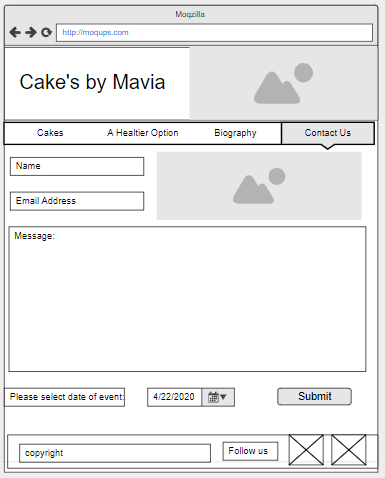 Moqzilla
http://moqups.com
Cake's by Mavia
Cakes
A Healtier Option
Biography
Contact Us
Name
Email Address
Message:
Please select date of event:
4/22/2020
Submit
copyright
Follow us